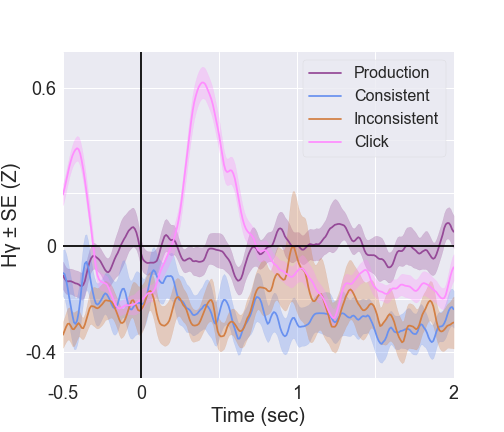 Production
Consistent
Inconsistent
Click
Hγ ± SE (Z)
0.6
0
-0.4
-0.5
0
1
2
Time (sec)